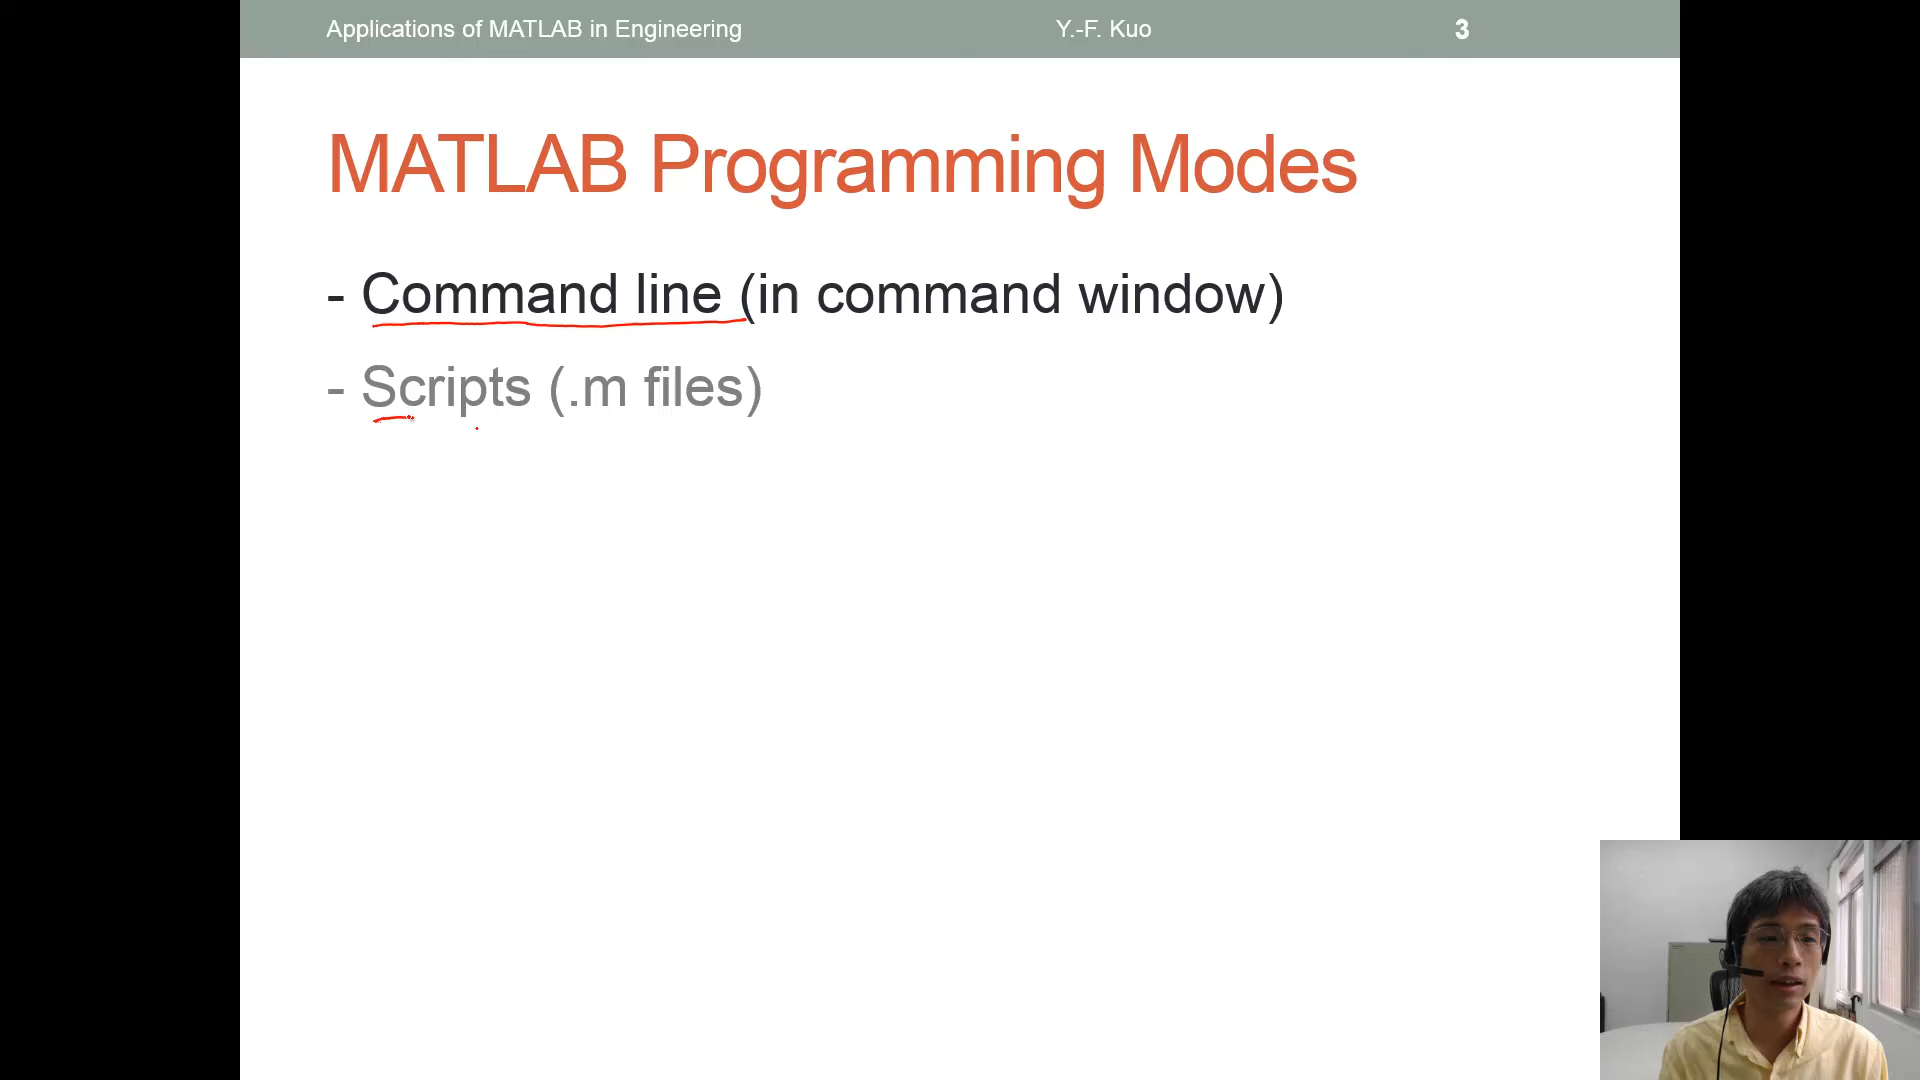 Applications of MATLAB in Engineering Y.-F. Kuo 3
MATLAB Programming Modes
- Command line (in command window)
- Scripts (.m files)